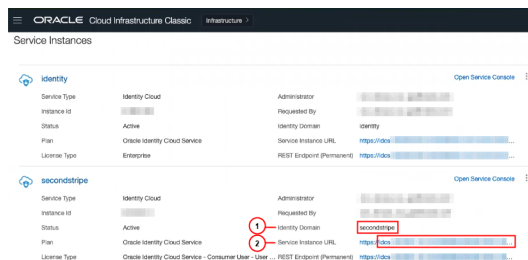 ORACLE Cloud Infrastructure Classic Infrastructure >
Service Instances
identity Open Service Console
Service Type Identity Cloud Administrator
Instance Id Requested By
Status Active Identity Domain identity
Plan Oracle Identity Cloud Service Service Instance URL https://idcs ...
License Type Enterprise REST Endpoint (Permanent) https://idcs ...
secondstripe Open Service Console
Service Type Identity Cloud Administrator
Instance Id Requested By
Status Active 1 Identity Domain secondstripe
Plan Oracle Identity Cloud Service 2 Service Instance URL https://idcs ...
License Type Oracle Identity Cloud Service - Consumer User - User ... REST Endpoint (Permanent) https://idcs ...